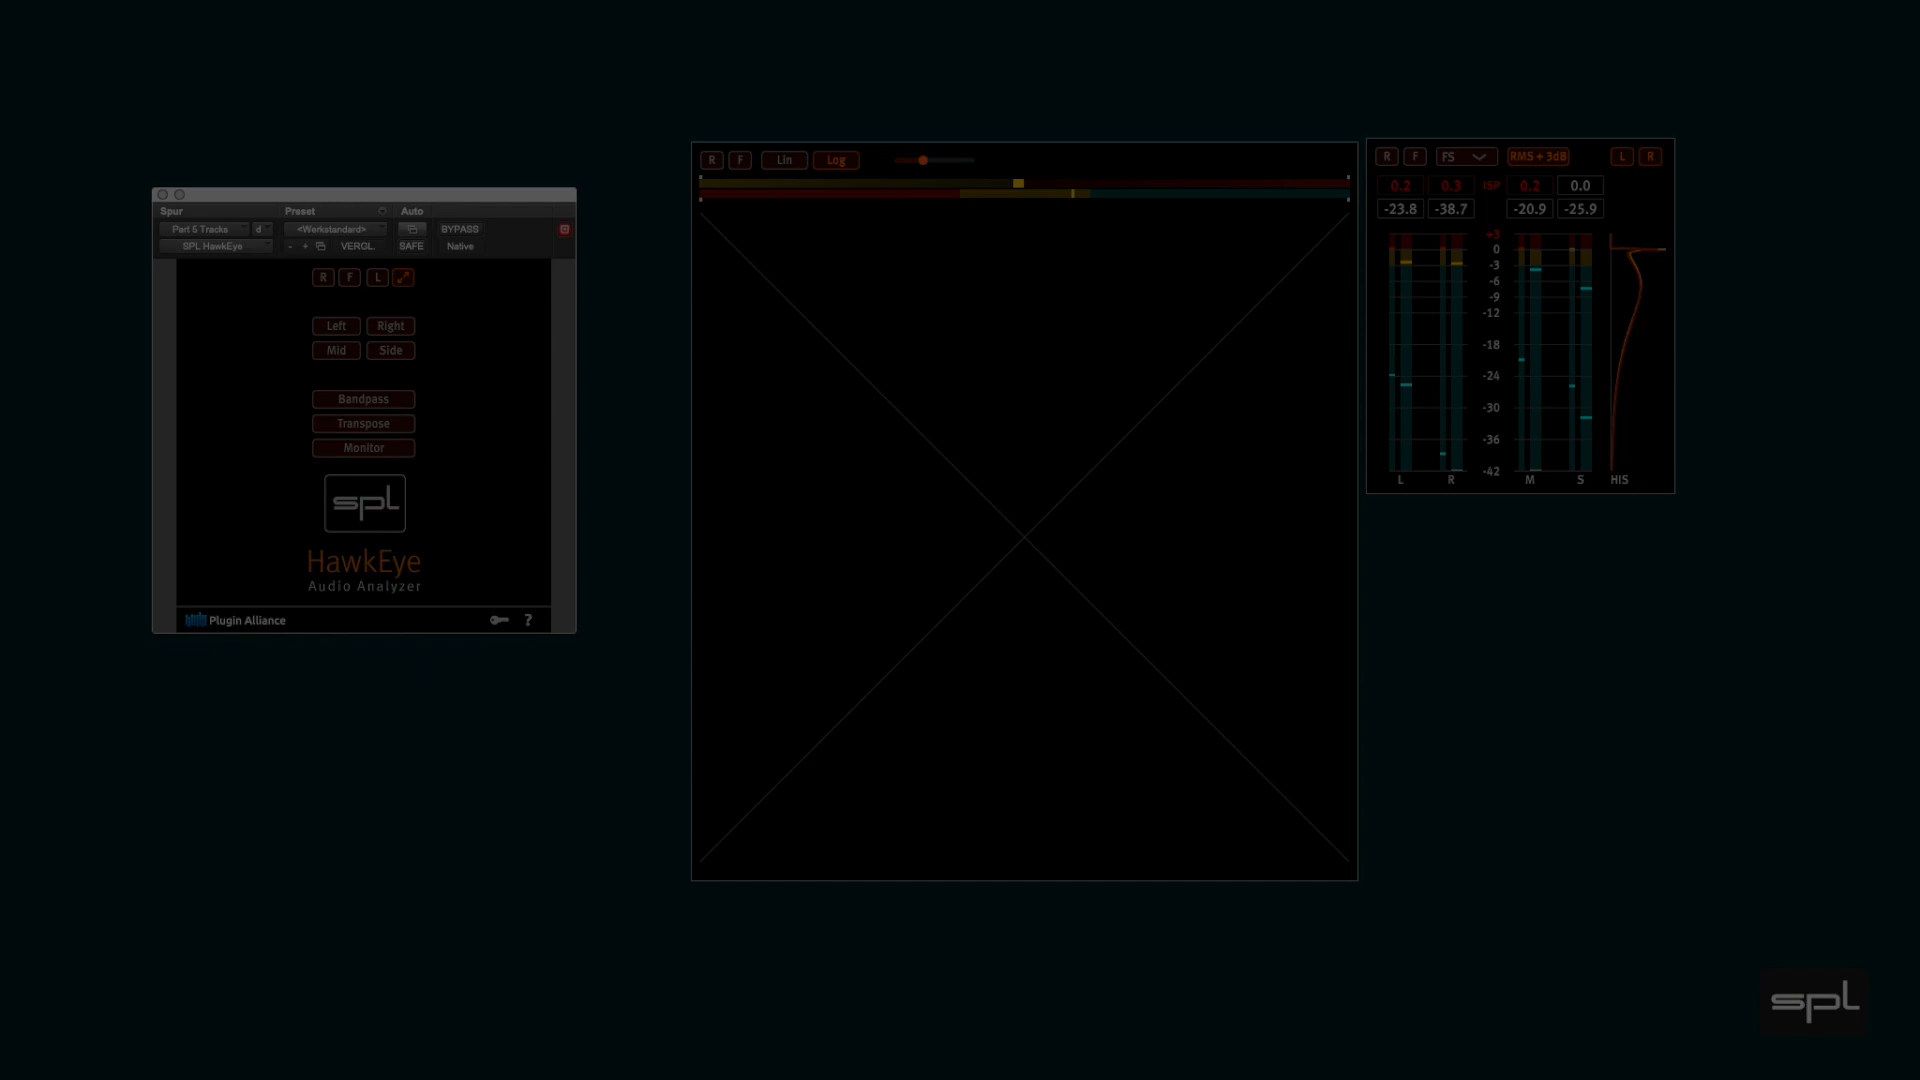 Spur Preset Auto
Part 5 Tracks d <Werkstandard> BYPASS
SPL HawkEye - + VERGL. SAFE Native
R F L
Left Right
Mid Side
Bandpass
Transpose
Monitor
spl
HawkEye
Audio Analyzer
Plugin Alliance ?
R F Lin Log
R F FS RMS + 3dB L R
0.2 0.3 ISP 0.2 0.0
-23.8 -38.7 -20.9 -25.9
+3
0
-3
-6
-9
-12
-18
-24
-30
-36
-42
L R M S HIS
spl